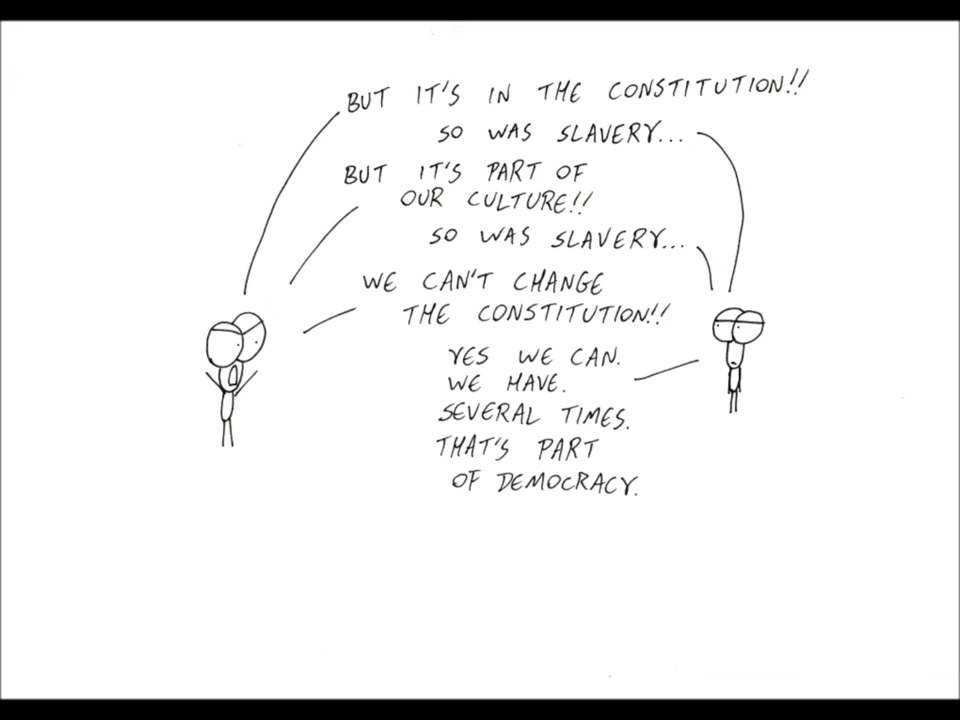 BUT IT'S IN THE CONSTITUTION!!
SO WAS SLAVERY...
BUT IT'S PART OF
OUR CULTURE!!
SO WAS SLAVERY...
WE CAN'T CHANGE
THE CONSTITUTION!!
YES WE CAN.
WE HAVE.
SEVERAL TIMES.
THAT'S PART
OF DEMOCRACY.